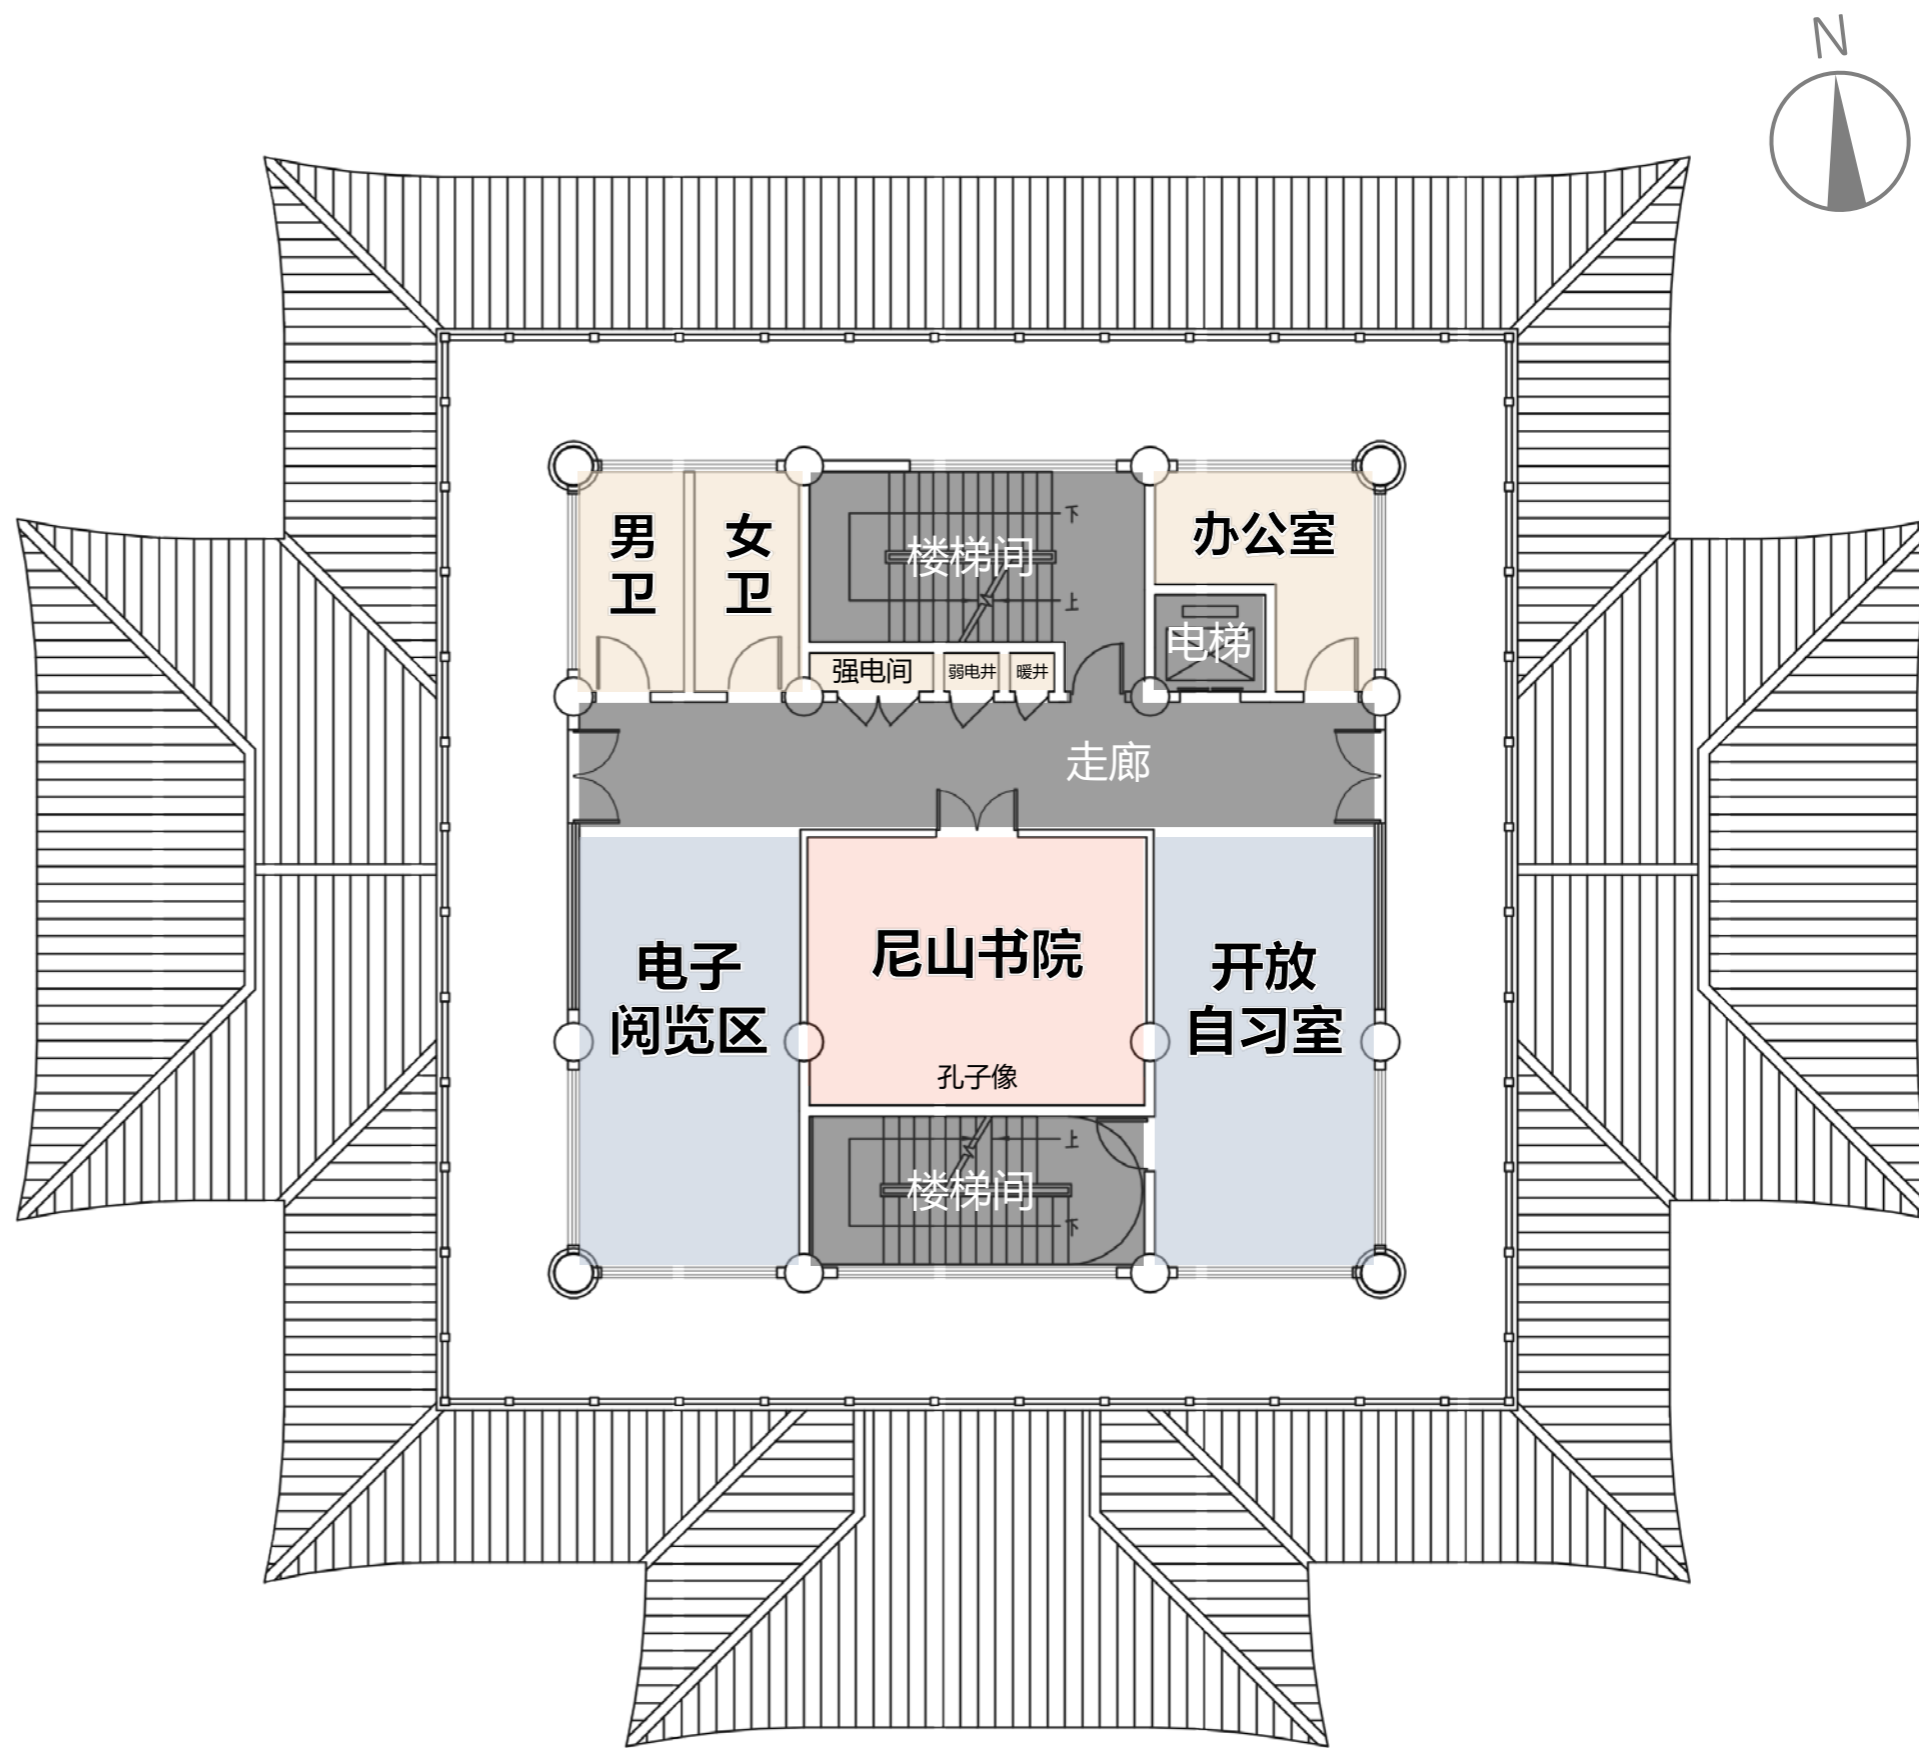 N
男
卫
女
卫
楼梯间
下
上
办公室
电梯
强电间
弱电井
暖井
走廊
电子
阅览区
尼山书院
孔子像
开放
自习室
楼梯间
上
下